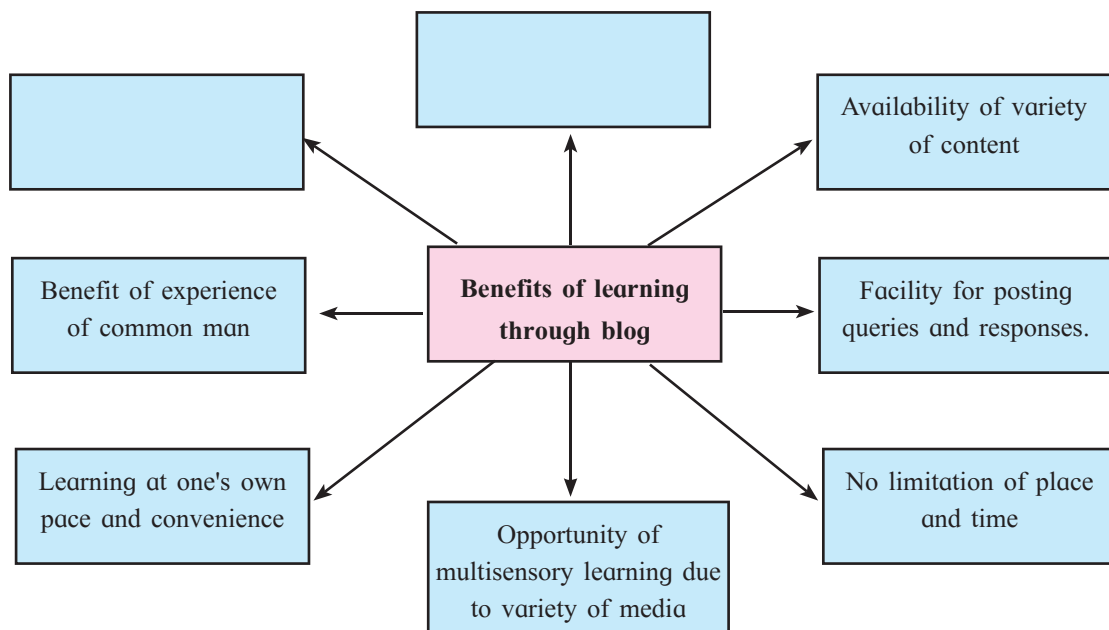 Availability of variety
of content
Benefit of experience
of common man
Benefits of learning
through blog
Facility for posting
queries and responses.
Learning at one's own
pace and convenience
Opportunity of
multisensory learning due
to variety of media
No limitation of place
and time